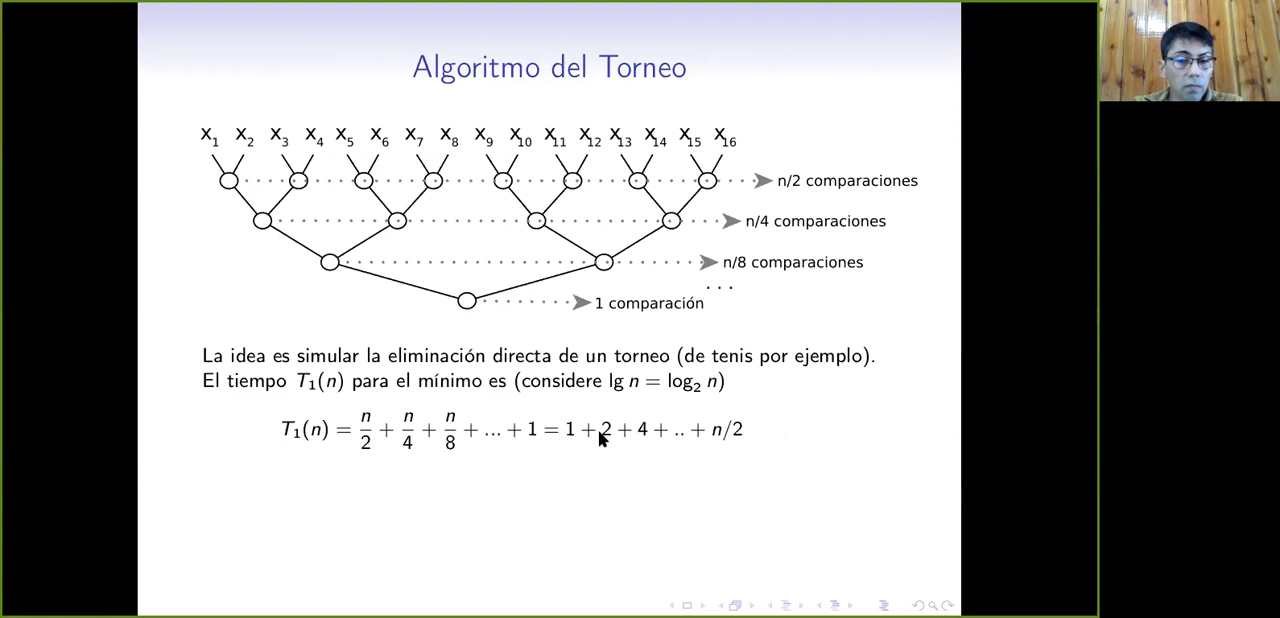 Algoritmo del Torneo
x1 x2 x3 x4 x5 x6 x7 x8 x9 x10 x11 x12 x13 x14 x15 x16
n/2 comparaciones
n/4 comparaciones
n/8 comparaciones
. . .
1 comparación
La idea es simular la eliminación directa de un torneo (de tenis por ejemplo).
El tiempo T₁(n) para el mínimo es (considere lg n = log₂ n)
T₁(n) = n/2 + n/4 + n/8 + ... + 1 = 1 + 2 + 4 + .. + n/2